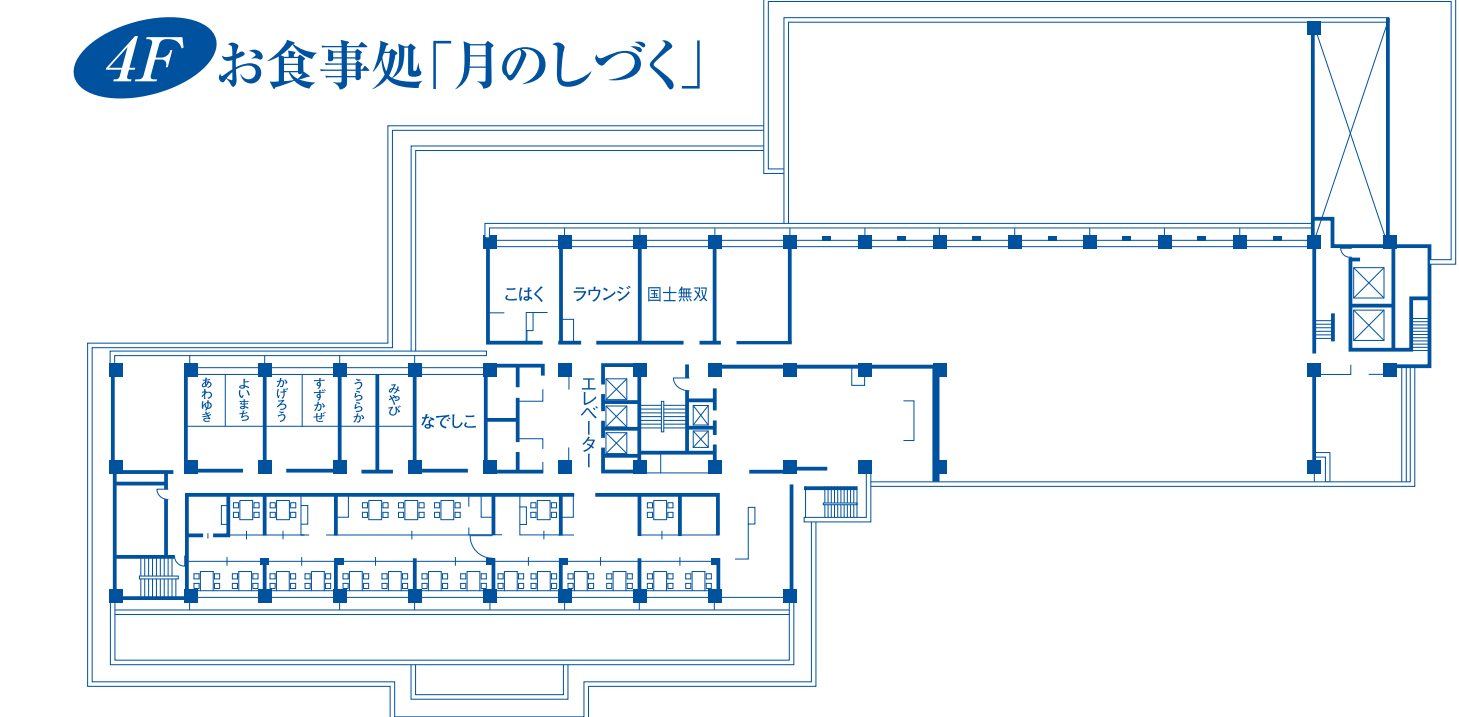 4F お食事処「月のしづく」
こはく
ラウンジ
国士無双
あわゆき
よいまち
かげろう
すずかぜ
うららか
みやび
なでしこ
エレベーター